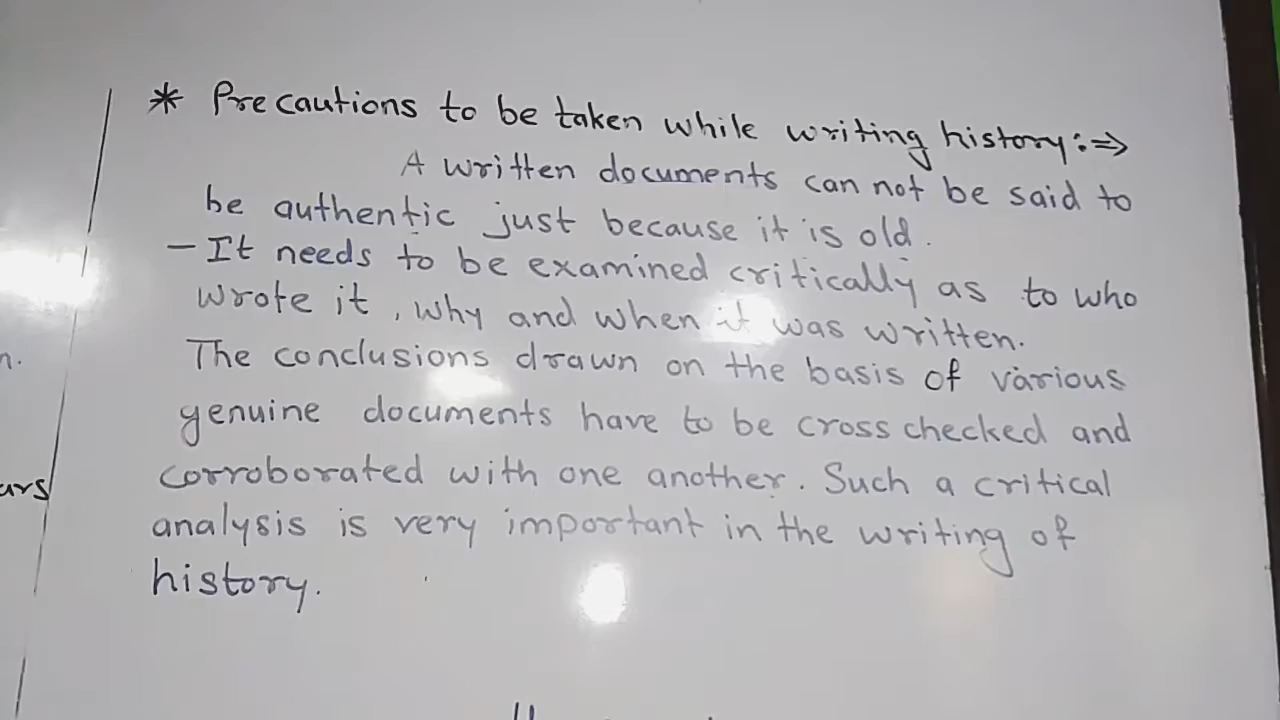 * Precautions to be taken while writing history:⇒
A written documents can not be said to
be authentic just because it is old.
– It needs to be examined critically as to who
wrote it, why and when it was written.
The conclusions drawn on the basis of various
genuine documents have to be cross checked and
corroborated with one another. Such a critical
analysis is very important in the writing of
history.